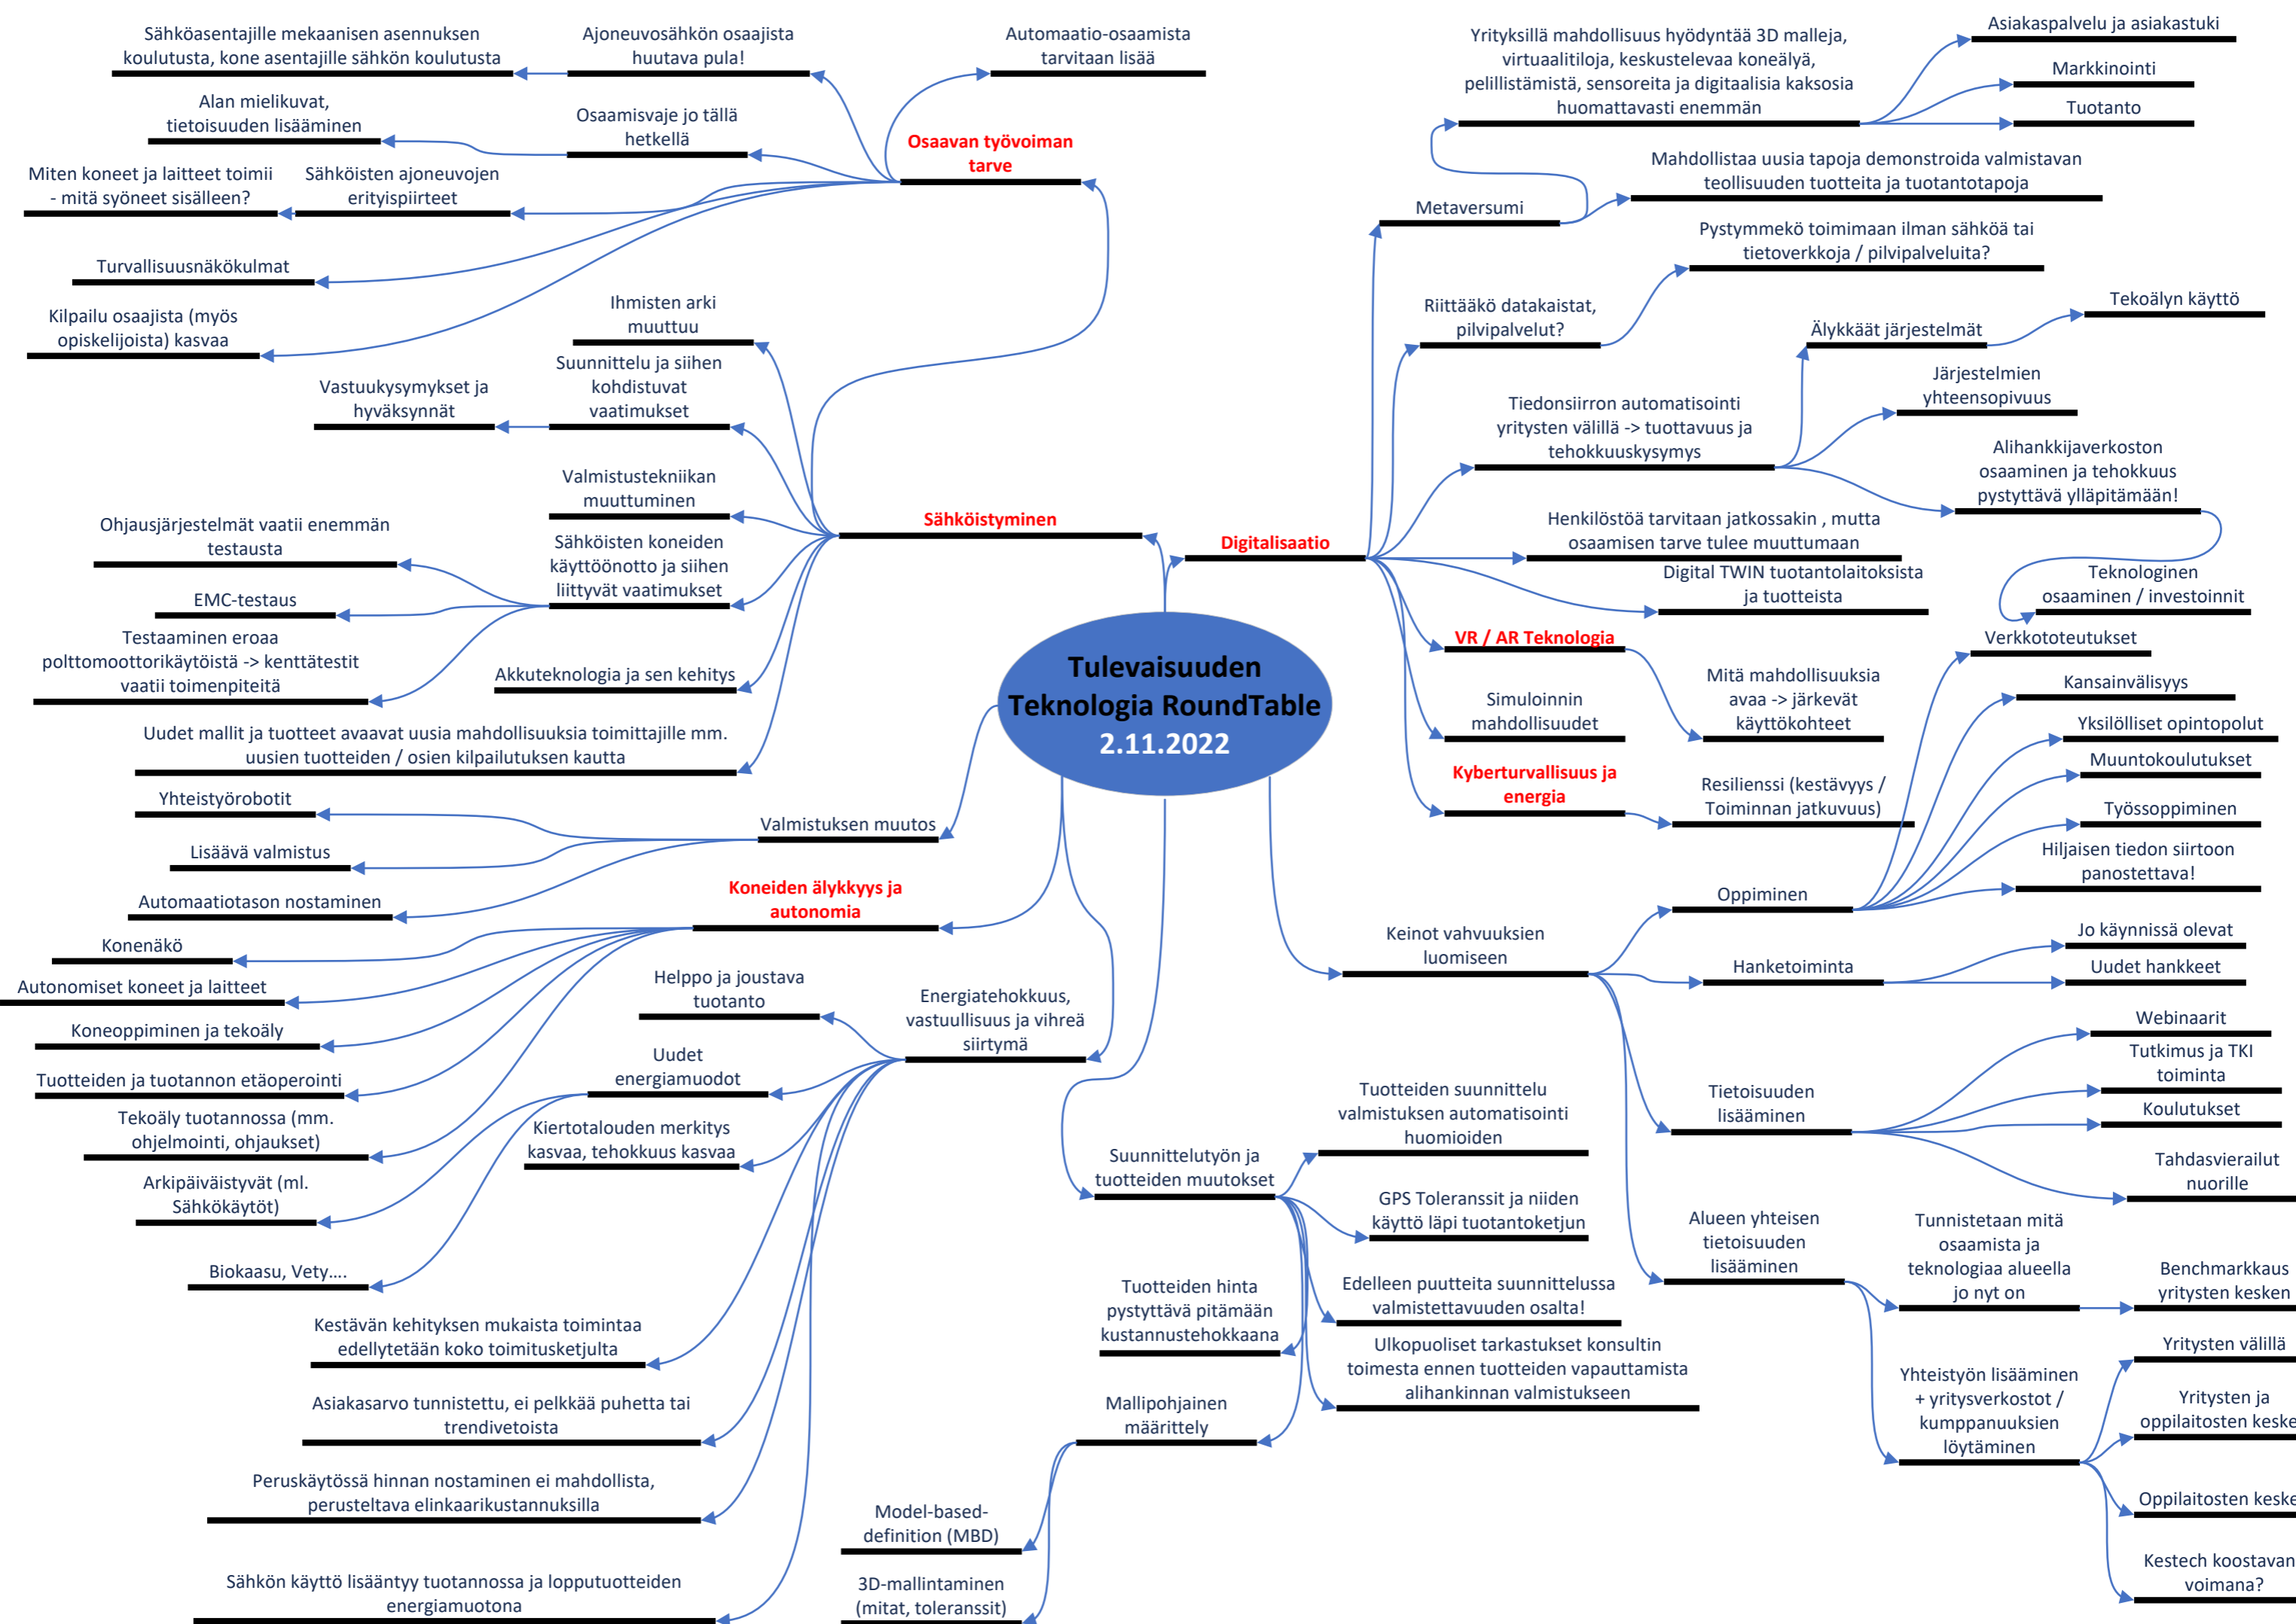 Tulevaisuuden
Teknologia RoundTable
2.11.2022
Sähköistyminen
Osaavan työvoiman
tarve
Automaatio-osaamista
tarvitaan lisää
Ajoneuvosähkön osaajista
huutava pula!
Sähköasentajille mekaanisen asennuksen
koulutusta, kone asentajille sähkön koulutusta
Osaamisvaje jo tällä
hetkellä
Alan mielikuvat,
tietoisuuden lisääminen
Sähköisten ajoneuvojen
erityispiirteet
Miten koneet ja laitteet toimii
- mitä syöneet sisälleen?
Turvallisuusnäkökulmat
Kilpailu osaajista (myös
opiskelijoista) kasvaa
Ihmisten arki
muuttuu
Suunnittelu ja siihen
kohdistuvat
vaatimukset
Vastuukysymykset ja
hyväksynnät
Valmistustekniikan
muuttuminen
Sähköisten koneiden
käyttöönotto ja siihen
liittyvät vaatimukset
Ohjausjärjestelmät vaatii enemmän
testausta
EMC-testaus
Testaaminen eroaa
polttomoottorikäytöistä -> kenttätestit
vaatii toimenpiteitä
Akkuteknologia ja sen kehitys
Uudet mallit ja tuotteet avaavat uusia mahdollisuuksia toimittajille mm.
uusien tuotteiden / osien kilpailutuksen kautta
Valmistuksen muutos
Yhteistyörobotit
Lisäävä valmistus
Automaatiotason nostaminen
Koneiden älykkyys ja
autonomia
Konenäkö
Autonomiset koneet ja laitteet
Koneoppiminen ja tekoäly
Tuotteiden ja tuotannon etäoperointi
Tekoäly tuotannossa (mm.
ohjelmointi, ohjaukset)
Energiatehokkuus,
vastuullisuus ja vihreä
siirtymä
Helppo ja joustava
tuotanto
Uudet
energiamuodot
Arkipäiväistyvät (ml.
Sähkökäytöt)
Biokaasu, Vety....
Kiertotalouden merkitys
kasvaa, tehokkuus kasvaa
Kestävän kehityksen mukaista toimintaa
edellytetään koko toimitusketjulta
Asiakasarvo tunnistettu, ei pelkkää puhetta tai
trendivetoista
Peruskäytössä hinnan nostaminen ei mahdollista,
perusteltava elinkaarikustannuksilla
Sähkön käyttö lisääntyy tuotannossa ja lopputuotteiden
energiamuotona
Digitalisaatio
Metaversumi
Yrityksillä mahdollisuus hyödyntää 3D malleja,
virtuaalitiloja, keskustelevaa koneälyä,
pelillistämistä, sensoreita ja digitaalisia kaksosia
huomattavasti enemmän
Asiakaspalvelu ja asiakastuki
Markkinointi
Tuotanto
Mahdollistaa uusia tapoja demonstroida valmistavan
teollisuuden tuotteita ja tuotantotapoja
Riittääkö datakaistat,
pilvipalvelut?
Pystymmekö toimimaan ilman sähköä tai
tietoverkkoja / pilvipalveluita?
Tiedonsiirron automatisointi
yritysten välillä -> tuottavuus ja
tehokkuuskysymys
Älykkäät järjestelmät
Tekoälyn käyttö
Järjestelmien
yhteensopivuus
Alihankkijaverkoston
osaaminen ja tehokkuus
pystyttävä ylläpitämään!
Teknologinen
osaaminen / investoinnit
Henkilöstöä tarvitaan jatkossakin , mutta
osaamisen tarve tulee muuttumaan
Digital TWIN tuotantolaitoksista
ja tuotteista
VR / AR Teknologia
Mitä mahdollisuuksia
avaa -> järkevät
käyttökohteet
Simuloinnin
mahdollisuudet
Kyberturvallisuus ja
energia
Resilienssi (kestävyys /
Toiminnan jatkuvuus)
Keinot vahvuuksien
luomiseen
Oppiminen
Verkkototeutukset
Kansainvälisyys
Yksilölliset opintopolut
Muuntokoulutukset
Työssoppiminen
Hiljaisen tiedon siirtoon
panostettava!
Hanketoiminta
Jo käynnissä olevat
Uudet hankkeet
Tietoisuuden
lisääminen
Webinaarit
Tutkimus ja TKI
toiminta
Koulutukset
Tahdasvierailut
nuorille
Alueen yhteisen
tietoisuuden
lisääminen
Tunnistetaan mitä
osaamista ja
teknologiaa alueella
jo nyt on
Benchmarkkaus
yritysten kesken
Yhteistyön lisääminen
+ yritysverkostot /
kumppanuuksien
löytäminen
Yritysten välillä
Yritysten ja
oppilaitosten keske
Oppilaitosten keske
Kestech koostavan
voimana?
Suunnittelutyön ja
tuotteiden muutokset
Tuotteiden suunnittelu
valmistuksen automatisointi
huomioiden
GPS Toleranssit ja niiden
käyttö läpi tuotantoketjun
Edelleen puutteita suunnittelussa
valmistettavuuden osalta!
Ulkopuoliset tarkastukset konsultin
toimesta ennen tuotteiden vapauttamista
alihankinnan valmistukseen
Tuotteiden hinta
pystyttävä pitämään
kustannustehokkaana
Mallipohjainen
määrittely
Model-based-
definition (MBD)
3D-mallintaminen
(mitat, toleranssit)